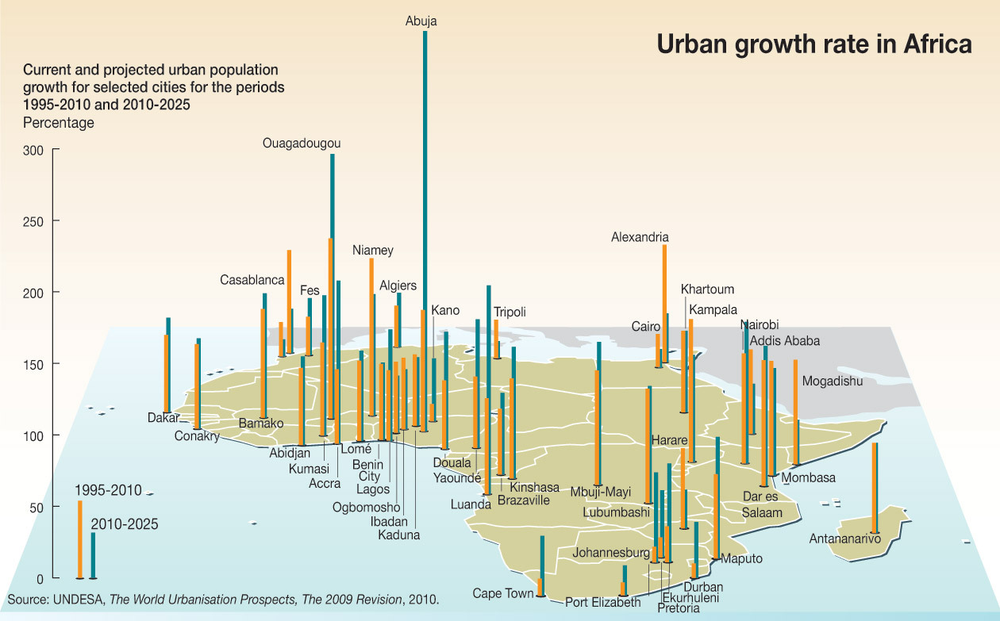 Urban growth rate in Africa
Current and projected urban population
growth for selected cities for the periods
1995-2010 and 2010-2025
Percentage
300
250
200
150
100
50
0
1995-2010
2010-2025
Abuja
Ouagadougou
Niamey
Algiers
Casablanca
Fes
Kano
Tripoli
Alexandria
Khartoum
Kampala
Cairo
Nairobi
Addis Ababa
Mogadishu
Dakar
Conakry
Bamako
Abidjan
Kumasi
Accra
Lomé
Benin
City
Lagos
Ogbomosho
Ibadan
Kaduna
Douala
Yaoundé
Luanda
Kinshasa
Brazaville
Mbuji-Mayi
Lubumbashi
Harare
Mombasa
Dar es
Salaam
Antananarivo
Johannesburg
Maputo
Cape Town
Port Elizabeth
Durban
Ekurhuleni
Pretoria
Source: UNDESA, The World Urbanisation Prospects, The 2009 Revision, 2010.